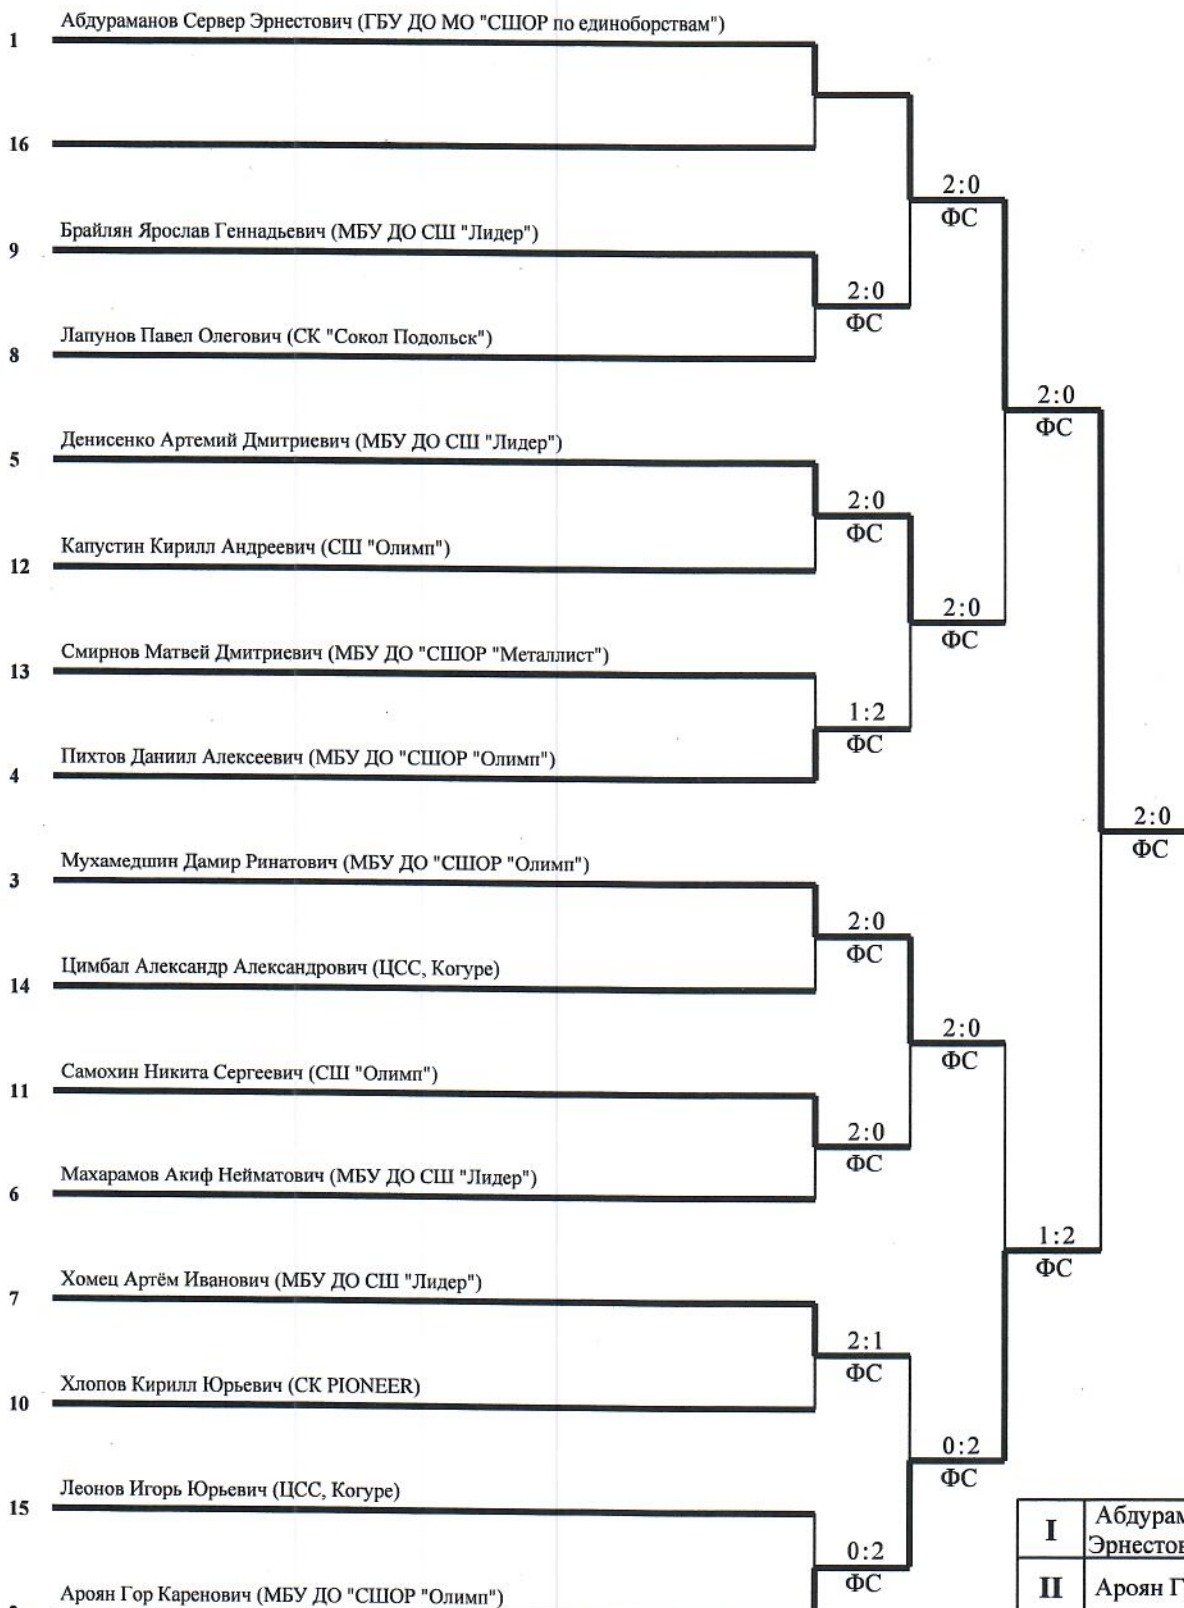 Абдураманов Сервер Эрнестович (ГБУ ДО МО "СШОР по единоборствам")
1
16
2:0
ФС
Брайлян Ярослав Геннадьевич (МБУ ДО СШ "Лидер")
9
2:0
ФС
Лапунов Павел Олегович (СК "Сокол Подольск")
8
2:0
ФС
Денисенко Артемий Дмитриевич (МБУ ДО СШ "Лидер")
5
2:0
ФС
Капустин Кирилл Андреевич (СШ "Олимп")
12
2:0
ФС
Смирнов Матвей Дмитриевич (МБУ ДО "СШОР "Металлист")
13
1:2
ФС
Пихтов Даниил Алексеевич (МБУ ДО "СШОР "Олимп")
4
2:0
ФС
Мухамедшин Дамир Ринатович (МБУ ДО "СШОР "Олимп")
3
2:0
ФС
Цимбал Александр Александрович (ЦСС, Когуре)
14
2:0
ФС
Самохин Никита Сергеевич (СШ "Олимп")
11
2:0
ФС
Махарамов Акиф Нейматович (МБУ ДО СШ "Лидер")
6
1:2
ФС
Хомец Артём Иванович (МБУ ДО СШ "Лидер")
7
2:1
ФС
Хлопов Кирилл Юрьевич (СК PIONEER)
10
0:2
ФС
Леонов Игорь Юрьевич (ЦСС, Когуре)
15
0:2
ФС
Ароян Гор Каренович (МБУ ДО "СШОР "Олимп")
I
Абдурам
Эрнестов
II
Ароян Г